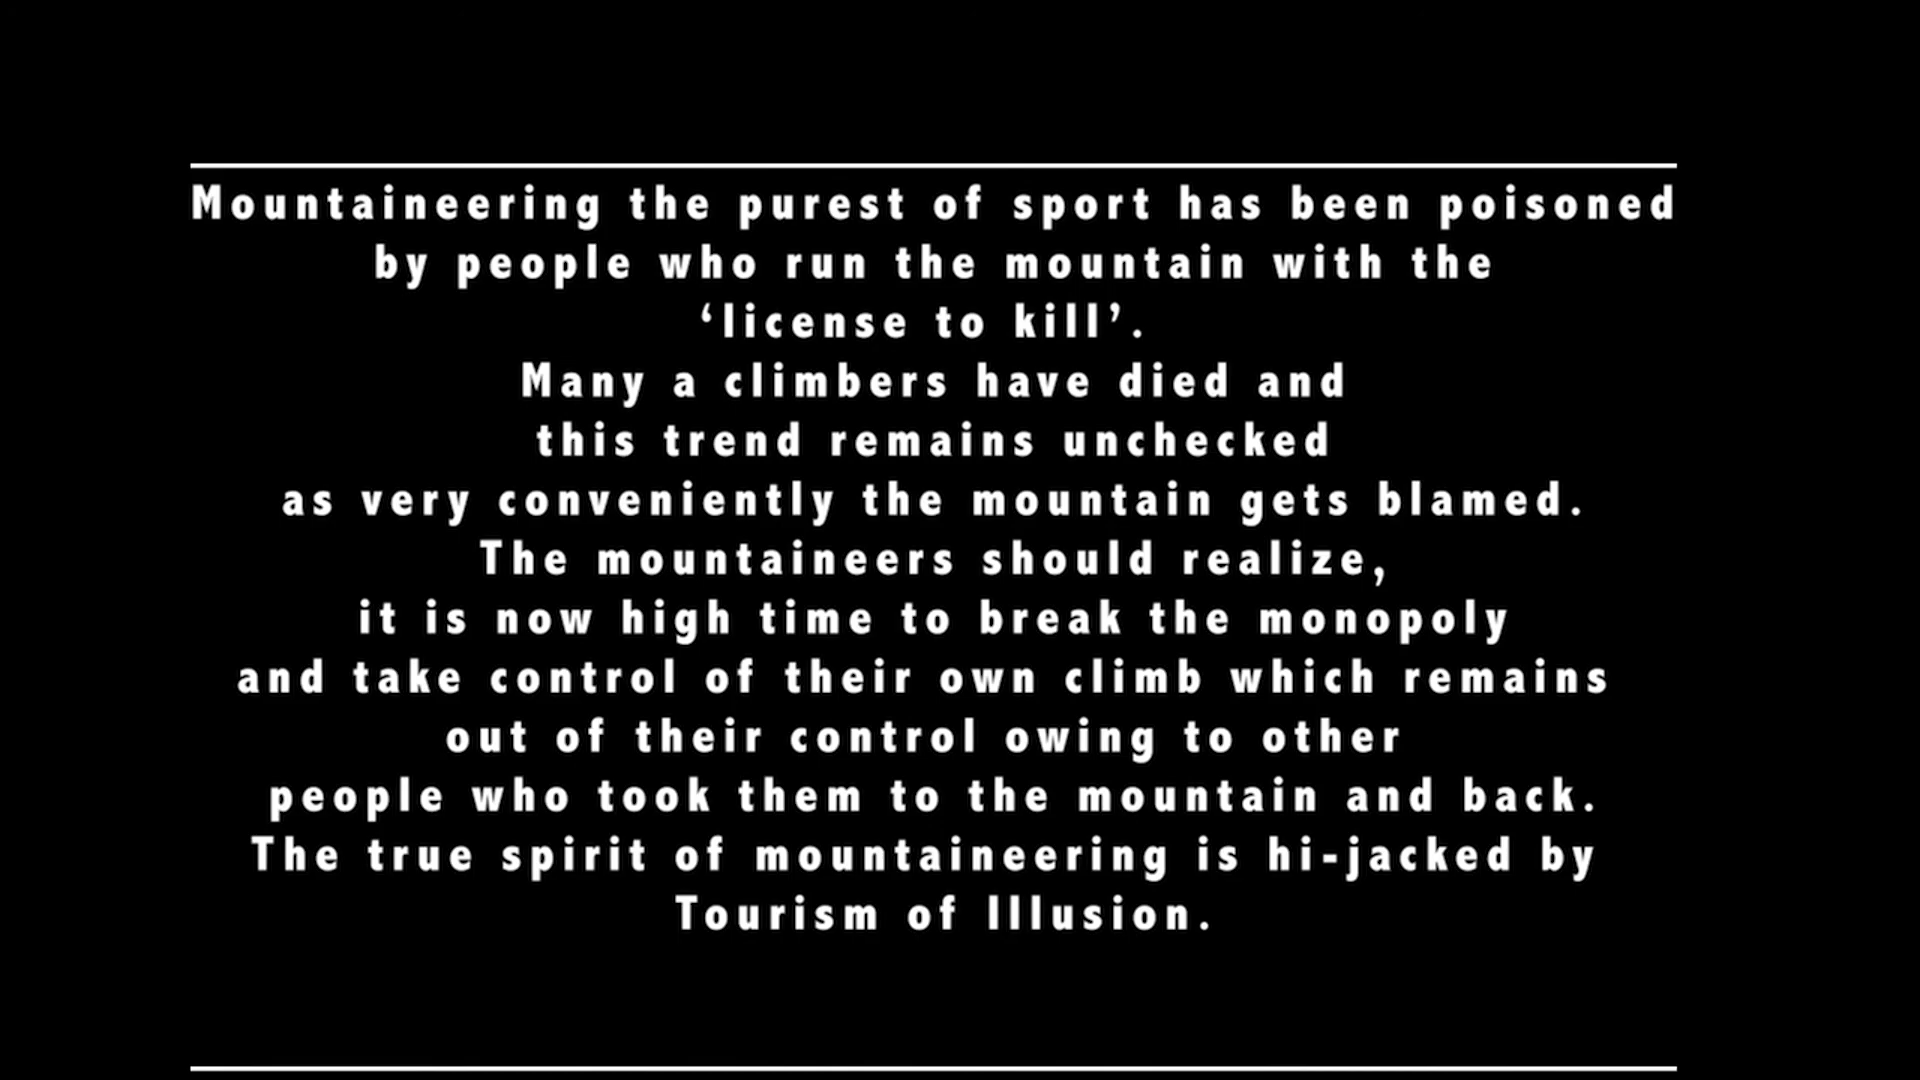 Mountaineering the purest of sport has been poisoned
by people who run the mountain with the
‘license to kill’.
Many a climbers have died and
this trend remains unchecked
as very conveniently the mountain gets blamed.
The mountaineers should realize,
it is now high time to break the monopoly
and take control of their own climb which remains
out of their control owing to other
people who took them to the mountain and back.
The true spirit of mountaineering is hi-jacked by
Tourism of Illusion.